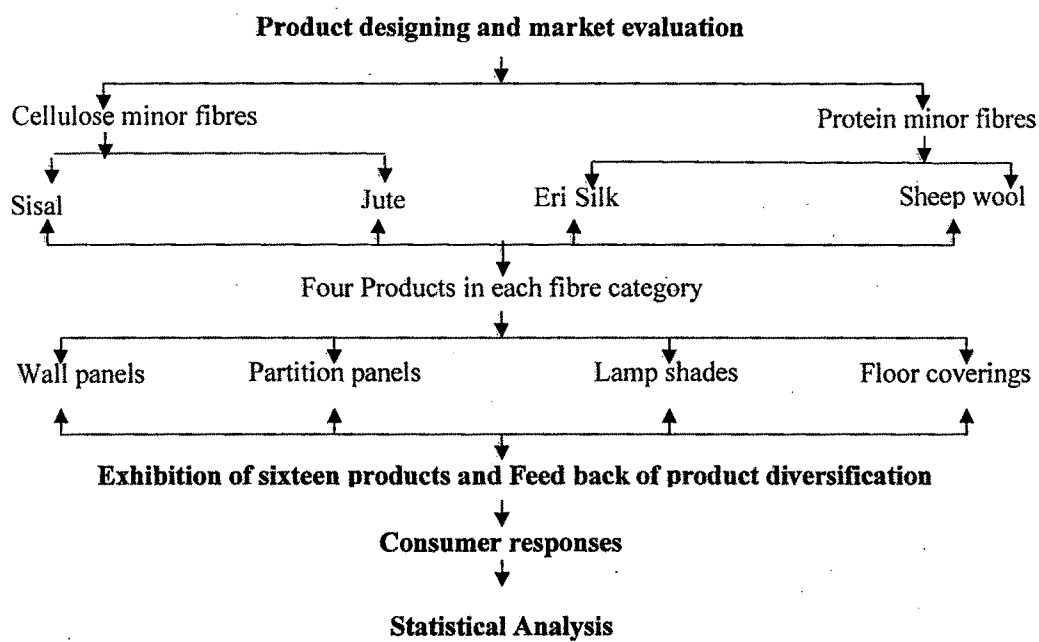 Product designing and market evaluation
Cellulose minor fibres
Protein minor fibres
Sisal
Jute
Eri Silk
Sheep wool
Four Products in each fibre category
Wall panels
Partition panels
Lamp shades
Floor coverings
Exhibition of sixteen products and Feed back of product diversification
Consumer responses
Statistical Analysis